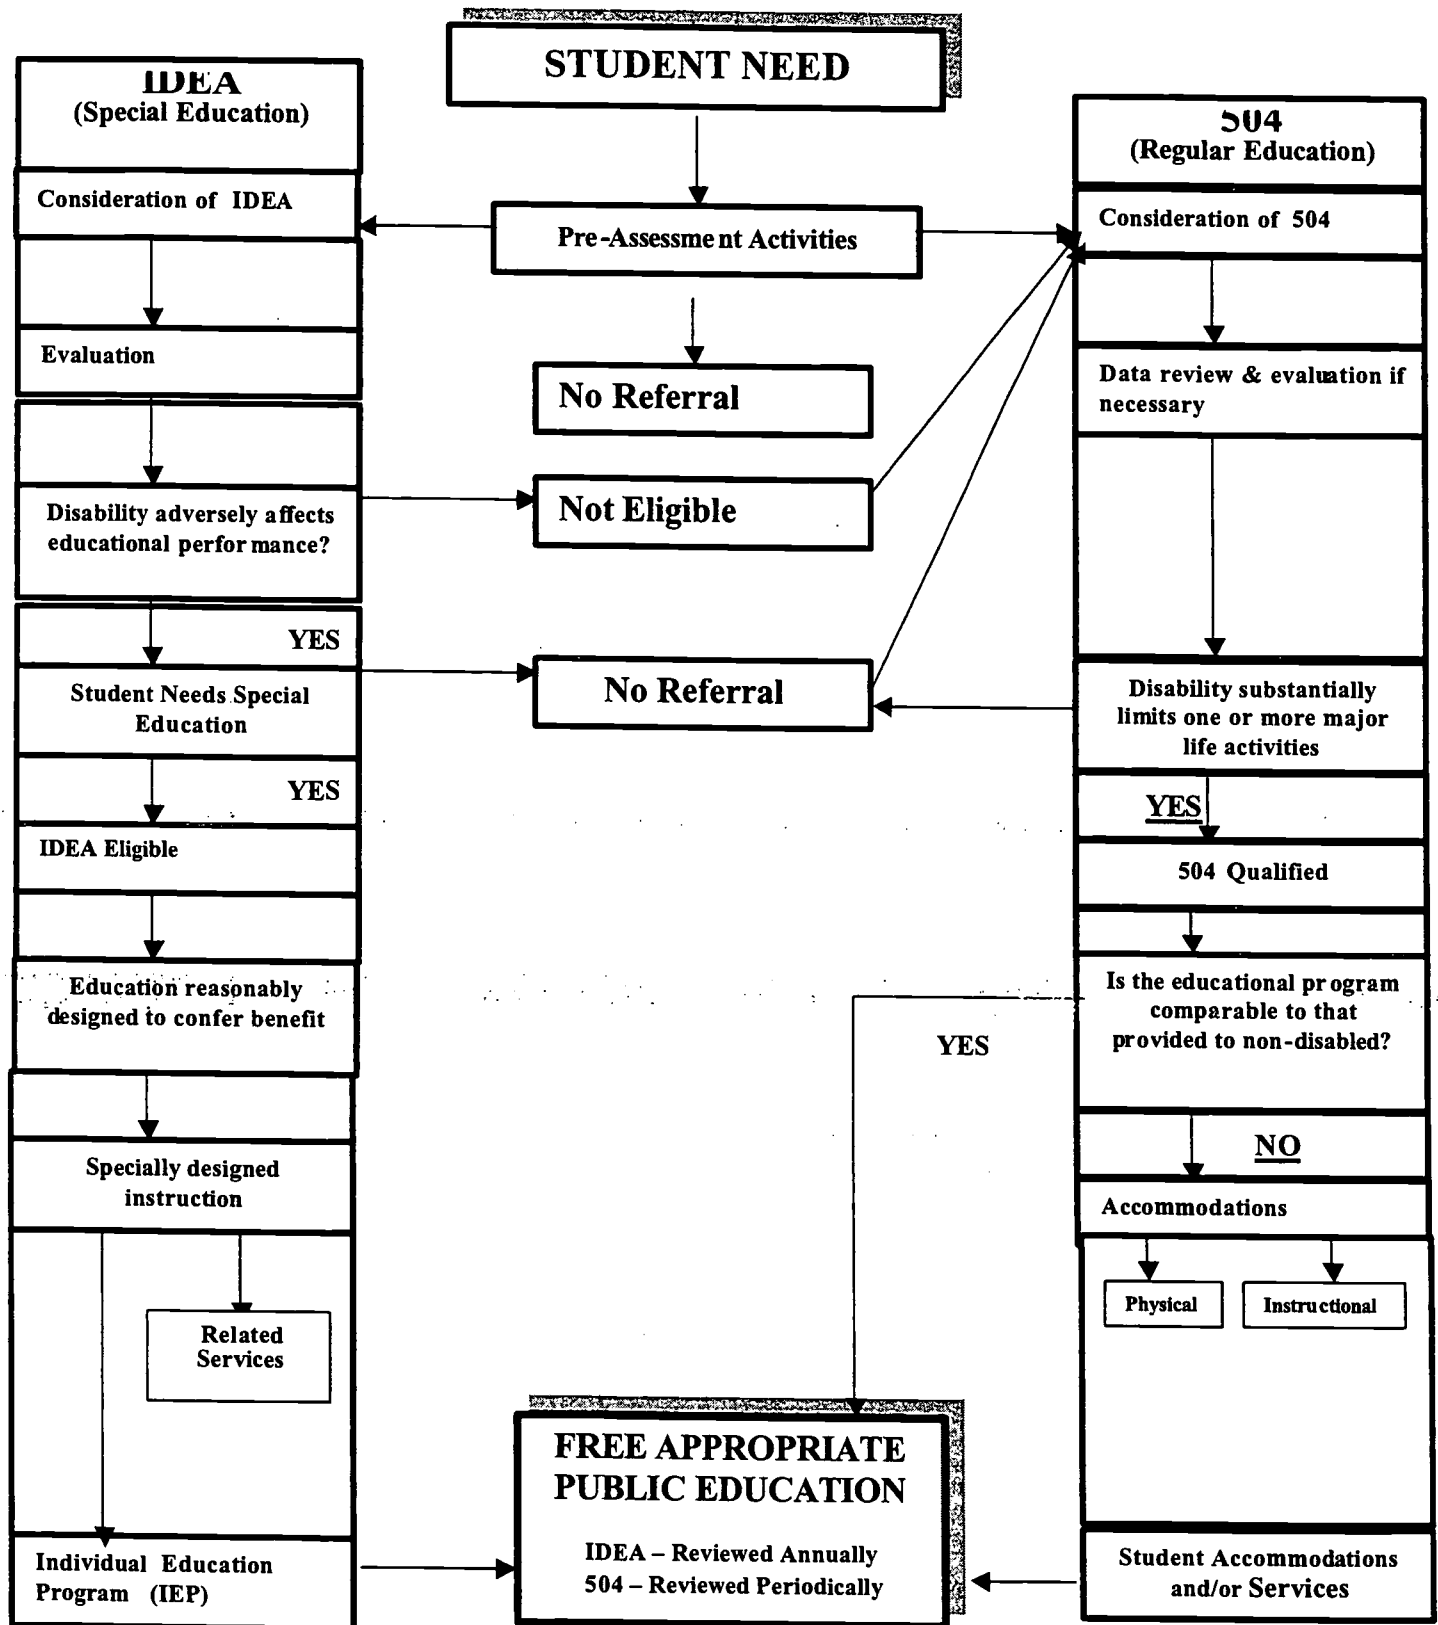 STUDENT NEED
IDEA
(Special Education)
504
(Regular Education)
Consideration of IDEA
Pre-Assessment Activities
Consideration of 504
Evaluation
No Referral
Data review & evaluation if
necessary
Disability adversely affects
educational performance?
Not Eligible
YES
Student Needs Special
Education
No Referral
Disability substantially
limits one or more major
life activities
YES
YES
IDEA Eligible
504 Qualified
Education reasonably
designed to confer benefit
Is the educational program
comparable to that
provided to non-disabled?
YES
NO
Specially designed
instruction
Accommodations
Related
Services
Physical
Instructional
FREE APPROPRIATE
PUBLIC EDUCATION
IDEA – Reviewed Annually
504 – Reviewed Periodically
Individual Education
Program (IEP)
Student Accommodations
and/or Services